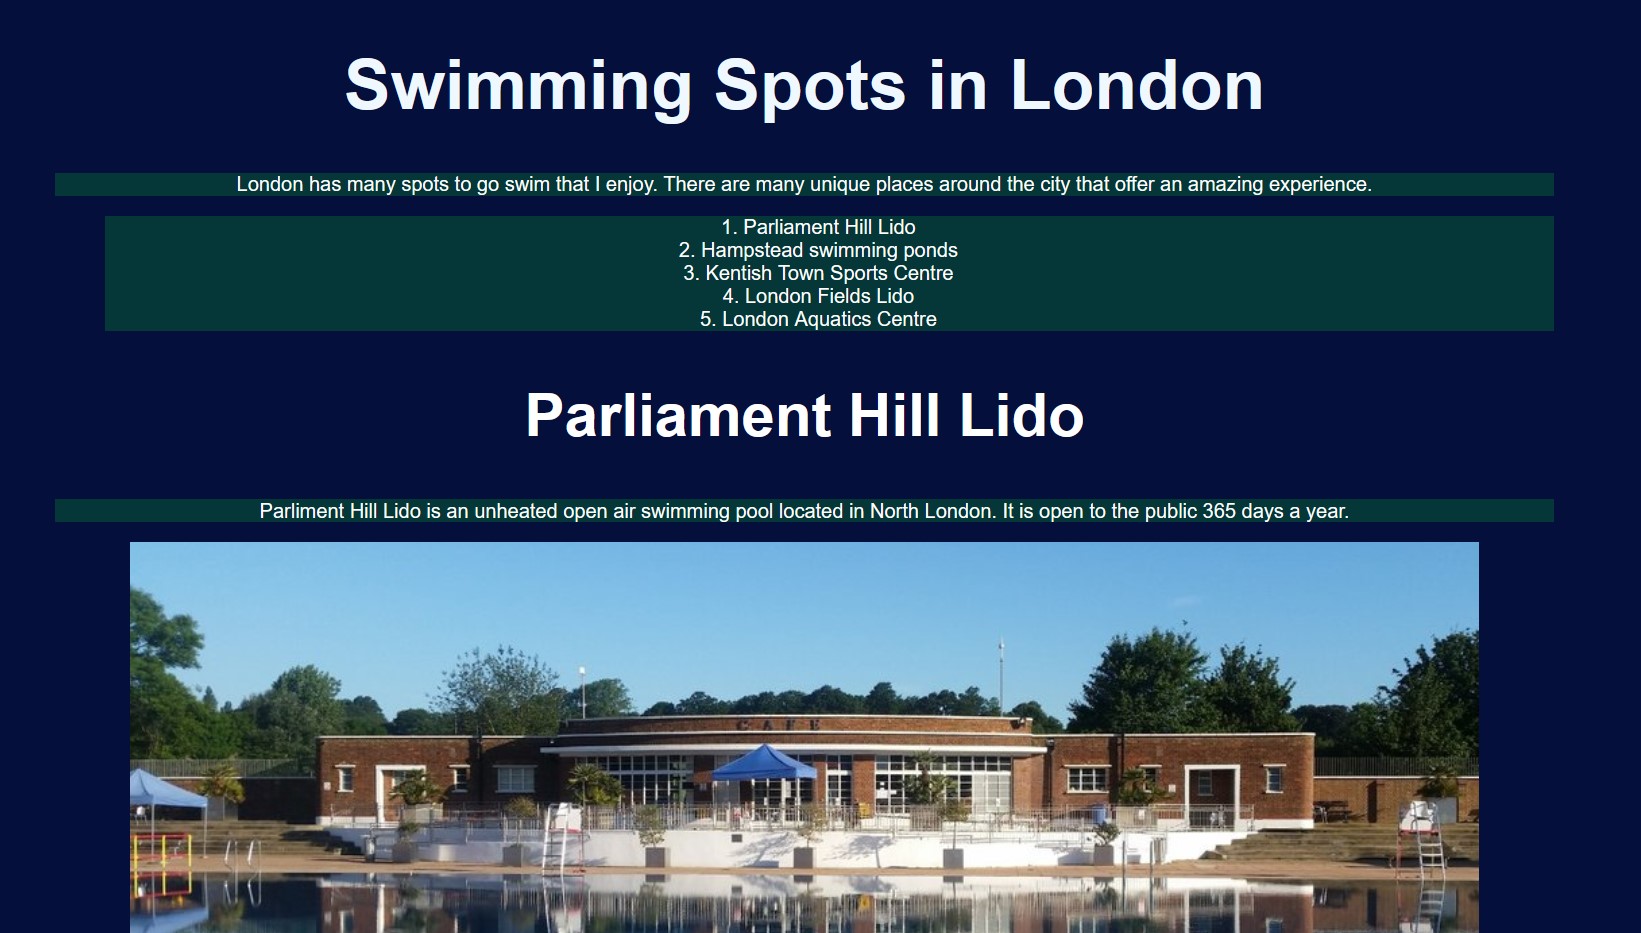 Swimming Spots in London
London has many spots to go swim that I enjoy. There are many unique places around the city that offer an amazing experience.
1. Parliament Hill Lido
2. Hampstead swimming ponds
3. Kentish Town Sports Centre
4. London Fields Lido
5. London Aquatics Centre
Parliament Hill Lido
Parliment Hill Lido is an unheated open air swimming pool located in North London. It is open to the public 365 days a year.
CAFE